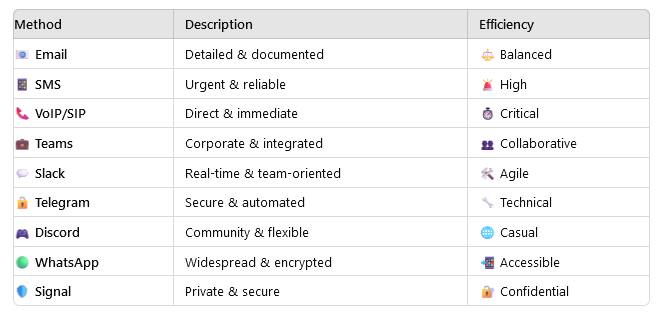 Method Description Efficiency
Email Detailed & documented Balanced
SMS Urgent & reliable High
VoIP/SIP Direct & immediate Critical
Teams Corporate & integrated Collaborative
Slack Real-time & team-oriented Agile
Telegram Secure & automated Technical
Discord Community & flexible Casual
WhatsApp Widespread & encrypted Accessible
Signal Private & secure Confidential